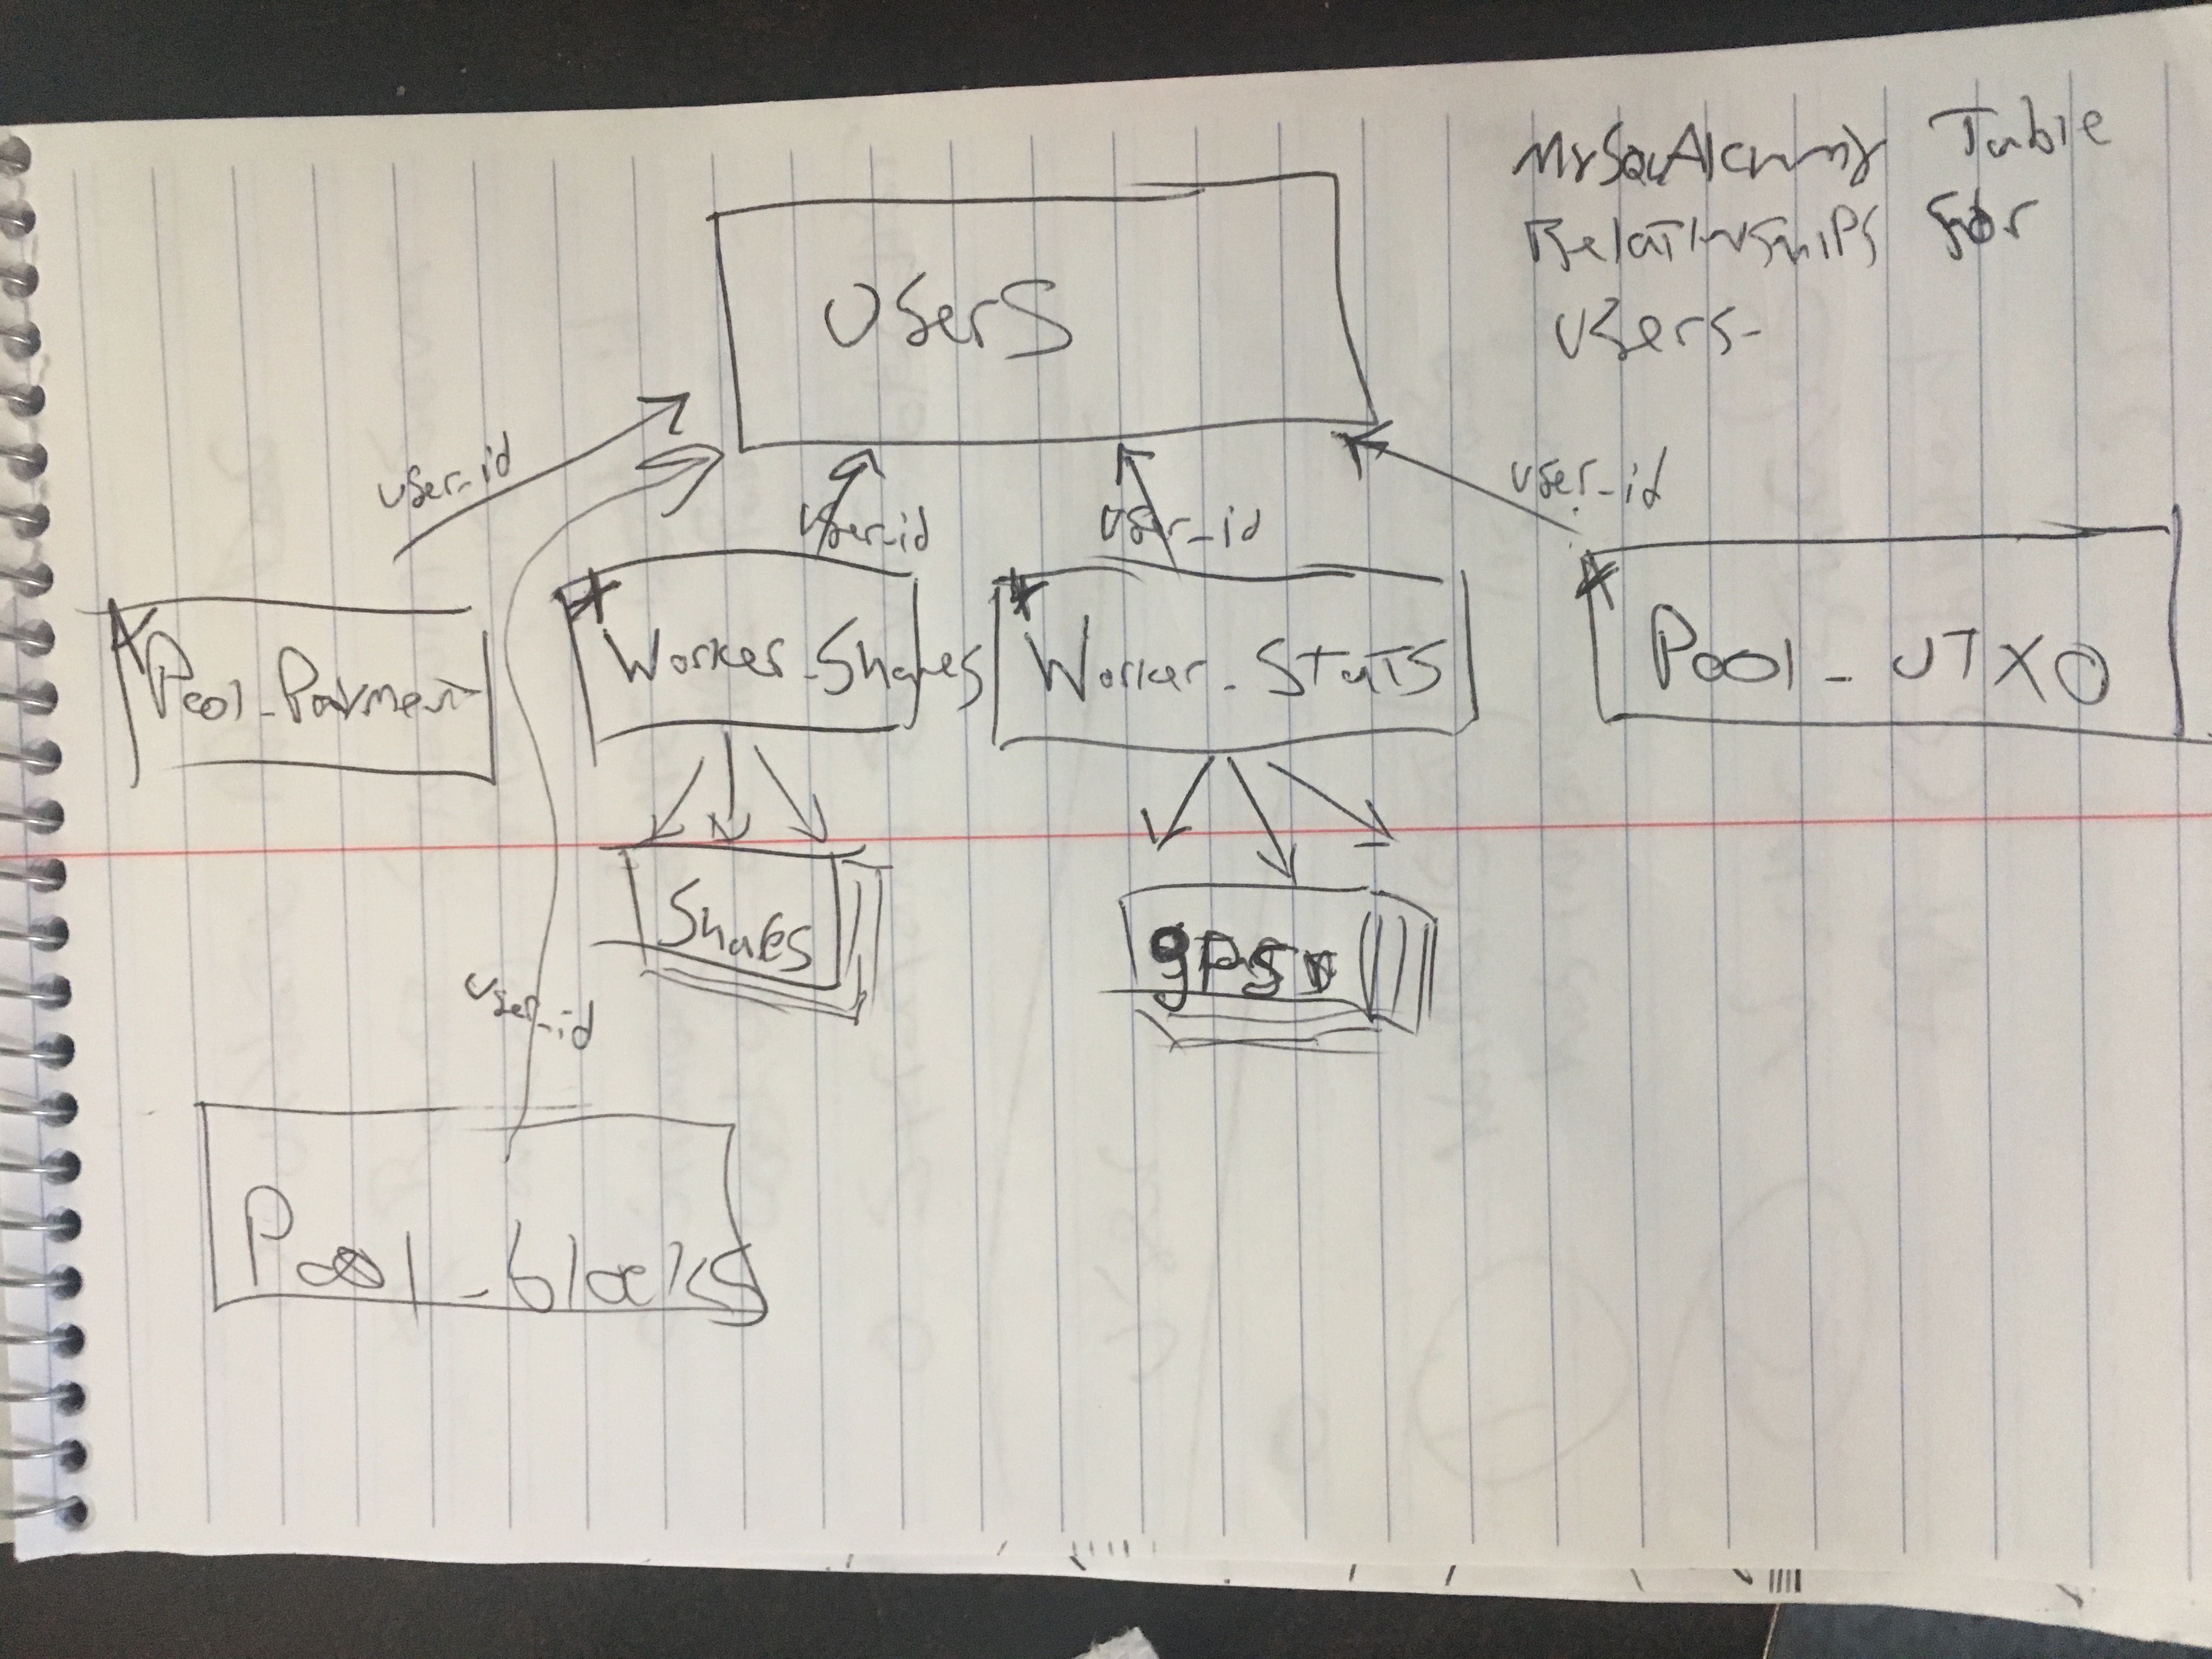 MySQLAlchemy Table
Relationships for
Users-
Users
user_id
user_id
user_id
user_id
Pool_Payment
Worker_Shares
Worker_Stats
Pool_UTXO
user_id
Shares
gps
Pool_blocks